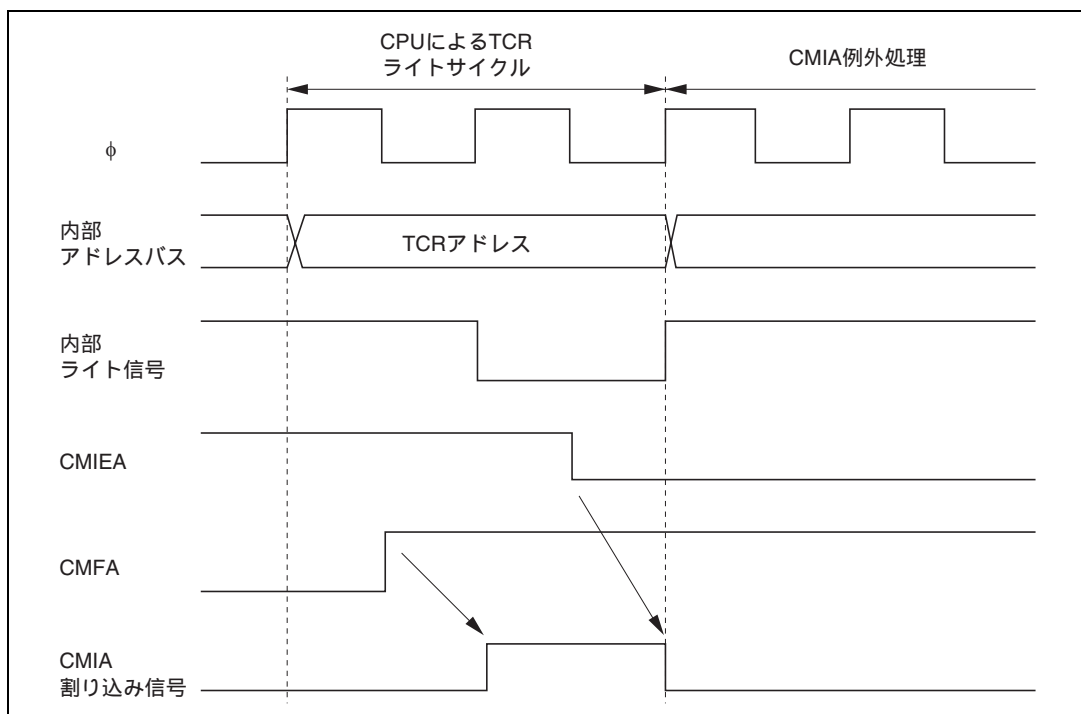 CPUによるTCR
ライトサイクル
CMIA例外処理
φ
内部
アドレスバス
TCRアドレス
内部
ライト信号
CMIEA
CMFA
CMIA
割り込み信号